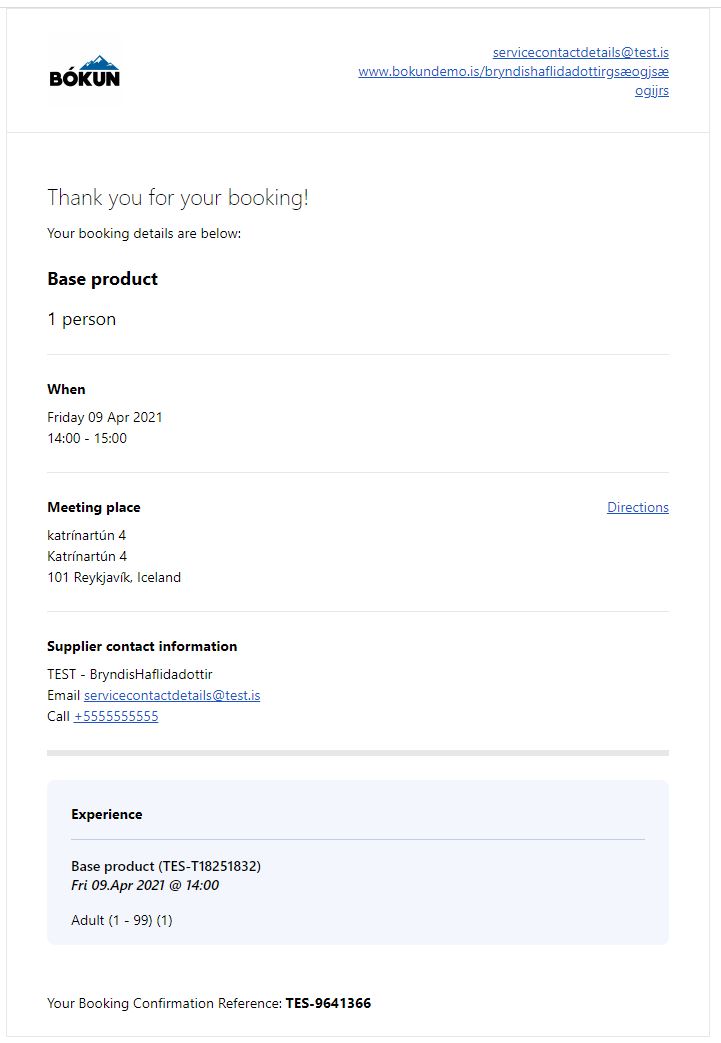 BÓKUN
servicecontactdetails@test.is
www.bokundemo.is/bryndishaflidadottirgsæogjsæ
ogijrs
Thank you for your booking!
Your booking details are below:
Base product
1 person
When
Friday 09 Apr 2021
14:00 - 15:00
Meeting place
Directions
katrínartún 4
Katrínartún 4
101 Reykjavík, Iceland
Supplier contact information
TEST - BryndisHaflidadottir
Email servicecontactdetails@test.is
Call +5555555555
Experience
Base product (TES-T18251832)
Fri 09.Apr 2021 @ 14:00
Adult (1 - 99) (1)
Your Booking Confirmation Reference: TES-9641366